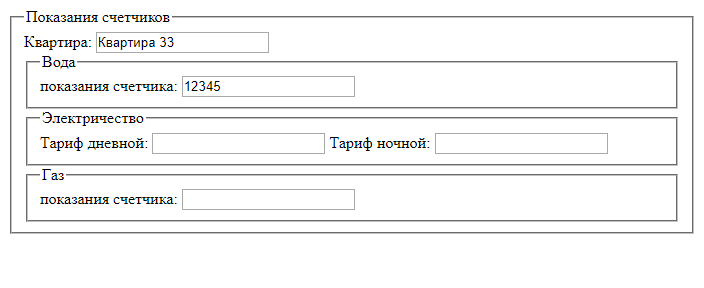 Показания счетчиков
Квартира: Квартира 33
Вода
показания счетчика: 12345
Электричество
Тариф дневной: Тариф ночной:
Газ
показания счетчика: